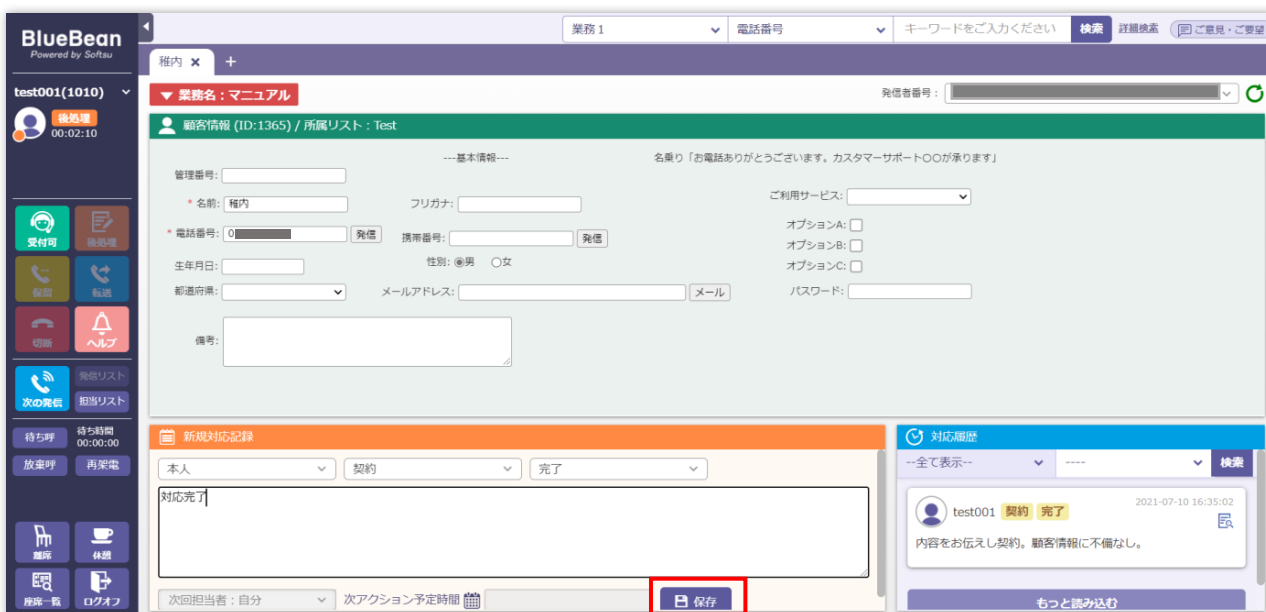 BlueBean
Powered by Softsu
test001(1010)
後処理
00:02:10
受付可 後処理
保留 転送
切断 ヘルプ
次の発信 発信リスト
担当リスト
待ち呼 待ち時間
00:00:00
放棄呼 再架電
離席 休憩
座席一覧 ログオフ
業務1 電話番号 キーワードをご入力ください 検索 詳細検索 ご意見・ご要望
稚内 × +
▼ 業務名：マニュアル 発信者番号：
顧客情報 (ID:1365) / 所属リスト：Test
---基本情報--- 名乗り「お電話ありがとうございます。カスタマーサポート〇〇が承ります」
管理番号:
* 名前: 稚内 フリガナ: ご利用サービス:
* 電話番号: 0 発信 携帯番号: 発信 オプションA:
オプションB:
生年月日: 性別: 男 女 オプションC:
都道府県: メールアドレス: メール パスワード:
備考:
新規対応記録
本人 契約 完了
対応完了
次回担当者：自分 次アクション予定時間 保存
対応履歴
--全て表示-- ---- 検索
test001 契約 完了 2021-07-10 16:35:02
内容をお伝えし契約。顧客情報に不備なし。
もっと読み込む